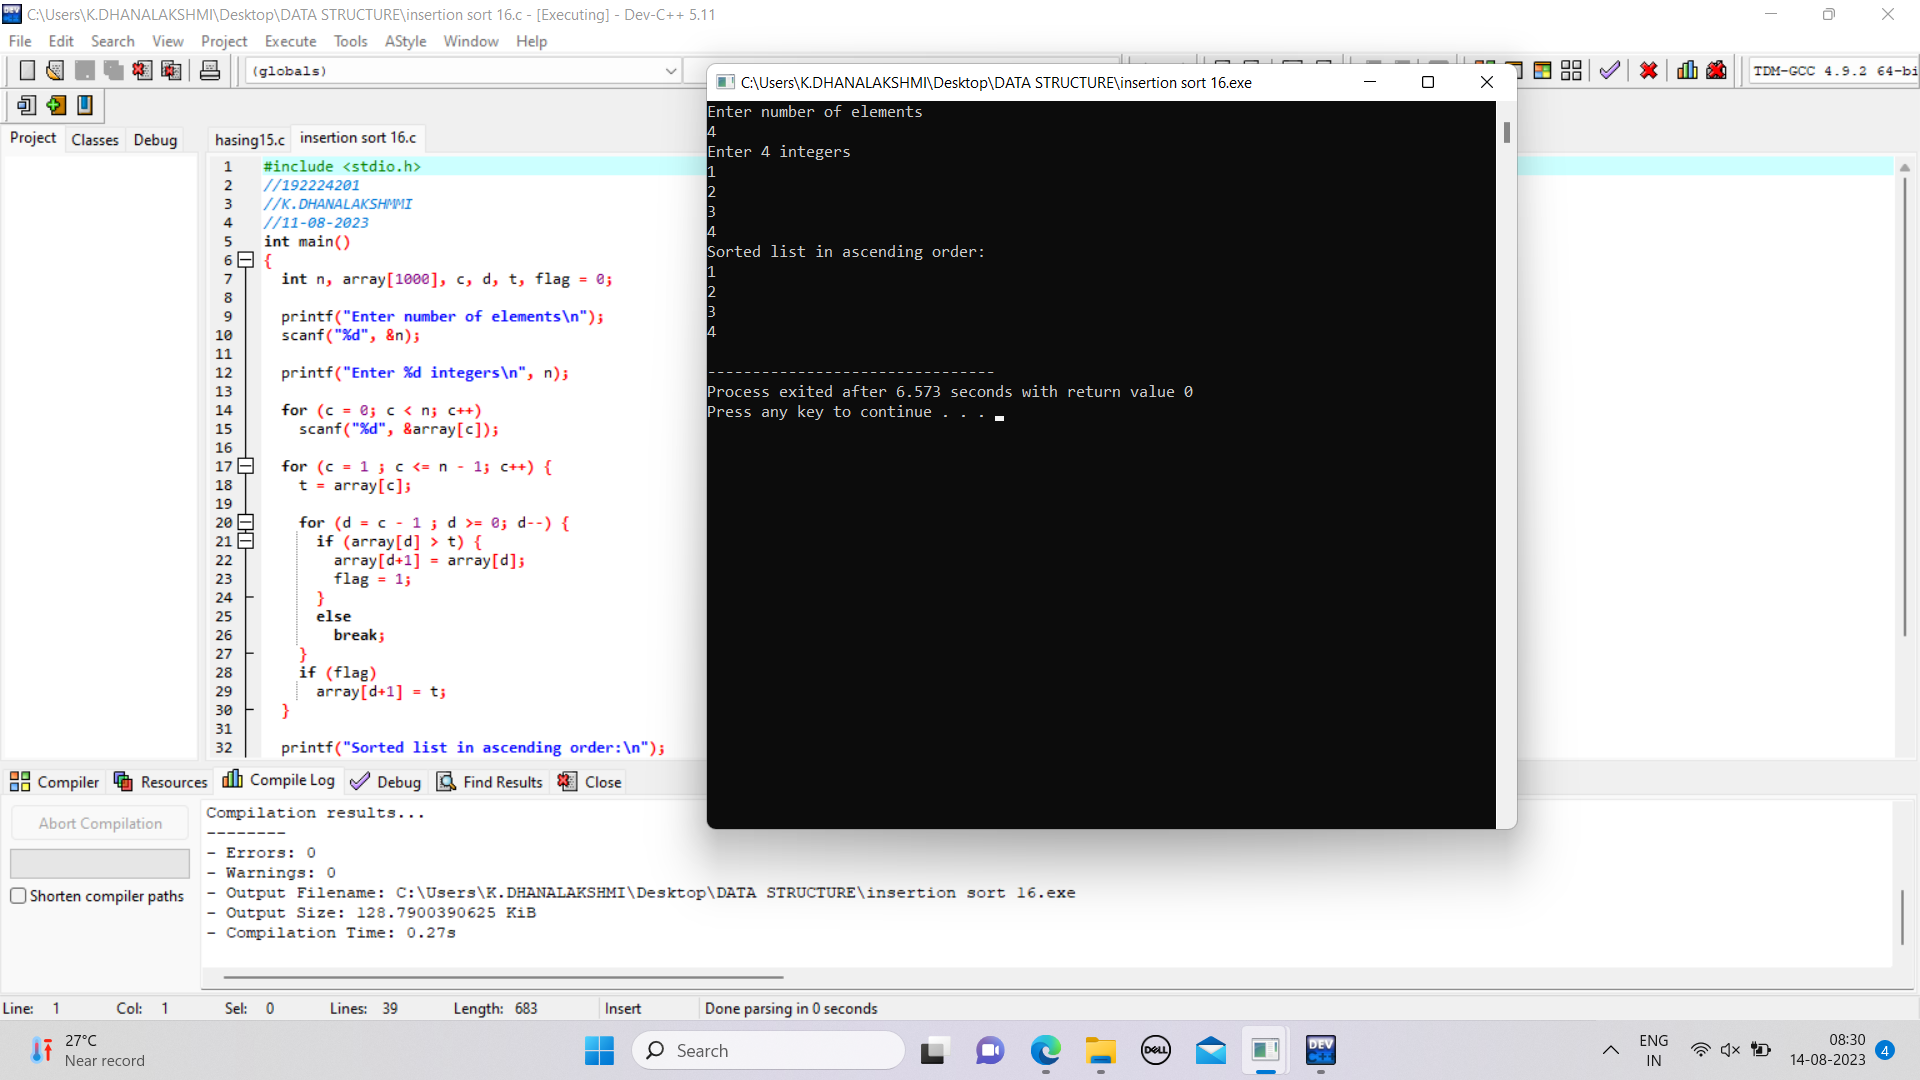 C:\Users\K.DHANALAKSHMI\Desktop\DATA STRUCTURE\insertion sort 16.c - [Executing] - Dev-C++ 5.11
File Edit Search View Project Execute Tools AStyle Window Help
(globals)
TDM-GCC 4.9.2 64-bi
Project Classes Debug
hasing15.c insertion sort 16.c
1 #include <stdio.h>
2 //192224201
3 //K.DHANALAKSHMMI
4 //11-08-2023
5 int main()
6 {
7 int n, array[1000], c, d, t, flag = 0;
8
9 printf("Enter number of elements\n");
10 scanf("%d", &n);
11
12 printf("Enter %d integers\n", n);
13
14 for (c = 0; c < n; c++)
15 scanf("%d", &array[c]);
16
17 for (c = 1 ; c <= n - 1; c++) {
18 t = array[c];
19
20 for (d = c - 1 ; d >= 0; d--) {
21 if (array[d] > t) {
22 array[d+1] = array[d];
23 flag = 1;
24 }
25 else
26 break;
27 }
28 if (flag)
29 array[d+1] = t;
30 }
31
32 printf("Sorted list in ascending order:\n");
C:\Users\K.DHANALAKSHMI\Desktop\DATA STRUCTURE\insertion sort 16.exe
Enter number of elements
4
Enter 4 integers
1
2
3
4
Sorted list in ascending order:
1
2
3
4
--------------------------------
Process exited after 6.573 seconds with return value 0
Press any key to continue . . .
Compiler Resources Compile Log Debug Find Results Close
Abort Compilation
Shorten compiler paths
Compilation results...
--------
- Errors: 0
- Warnings: 0
- Output Filename: C:\Users\K.DHANALAKSHMI\Desktop\DATA STRUCTURE\insertion sort 16.exe
- Output Size: 128.7900390625 KiB
- Compilation Time: 0.27s
Line: 1 Col: 1 Sel: 0 Lines: 39 Length: 683 Insert Done parsing in 0 seconds
27°C
Near record
Search
DELL
DEV
ENG
IN
08:30
14-08-2023
4